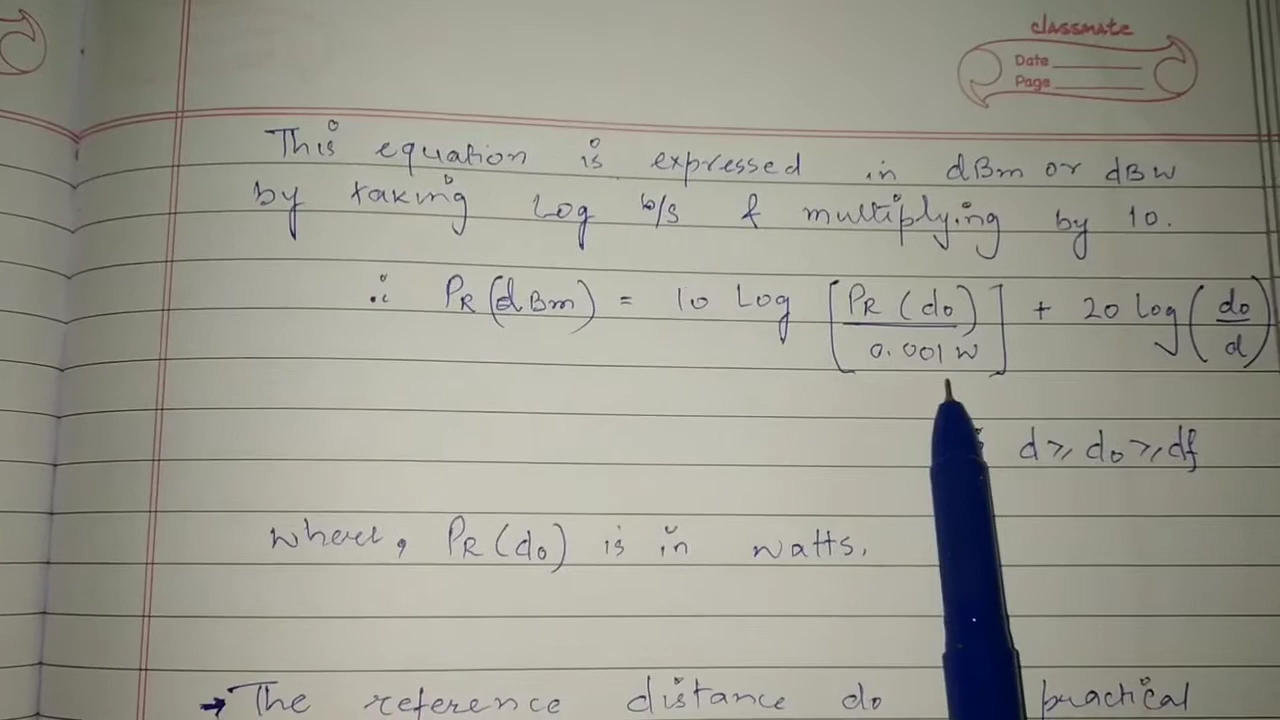 classmate
Date
Page
This equation is expressed in dBm or dBW
by taking Log b/s & multiplying by 10.
∴ PR(dBm) = 10 Log [PR (do) / 0.001 W] + 20 log (do / d)
d ≥ do ≥ df
where, PR(do) is in watts.
→ The reference distance do practical